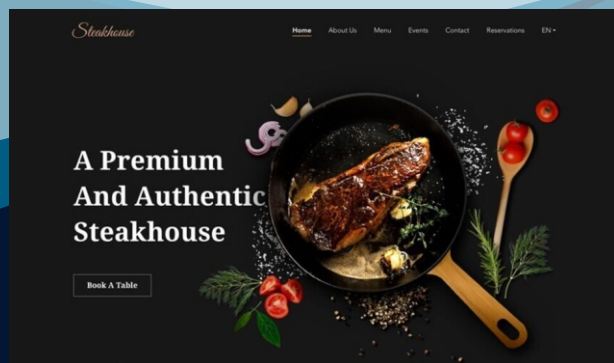 Steakhouse
Home About Us Menu Events Contact Reservations EN
A Premium
And Authentic
Steakhouse
Book A Table